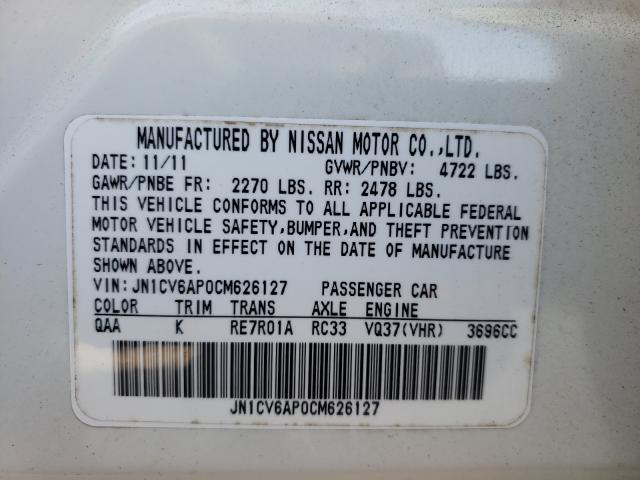 MANUFACTURED BY NISSAN MOTOR CO.,LTD.
DATE: 11/11 GVWR/PNBV: 4722 LBS.
GAWR/PNBE FR: 2270 LBS. RR: 2478 LBS.
THIS VEHICLE CONFORMS TO ALL APPLICABLE FEDERAL
MOTOR VEHICLE SAFETY,BUMPER,AND THEFT PREVENTION
STANDARDS IN EFFECT ON THE DATE OF MANUFACTURE
SHOWN ABOVE.
VIN:JN1CV6AP0CM626127 PASSENGER CAR
COLOR TRIM TRANS AXLE ENGINE
QAA K RE7R01A RC33 VQ37(VHR) 3696CC
JN1CV6AP0CM626127